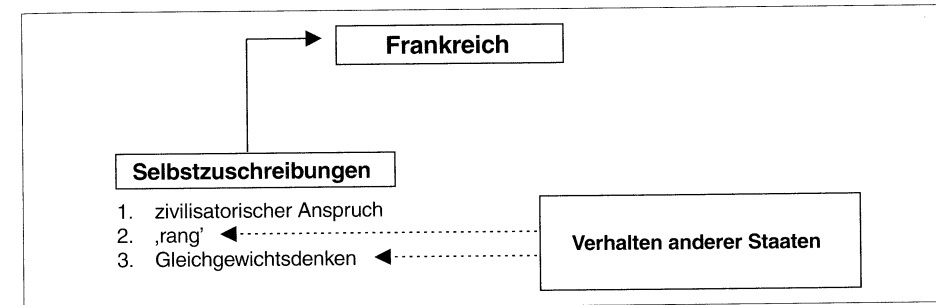 Frankreich
Selbstzuschreibungen
1. zivilisatorischer Anspruch
2. ‚rang’
3. Gleichgewichtsdenken
Verhalten anderer Staaten